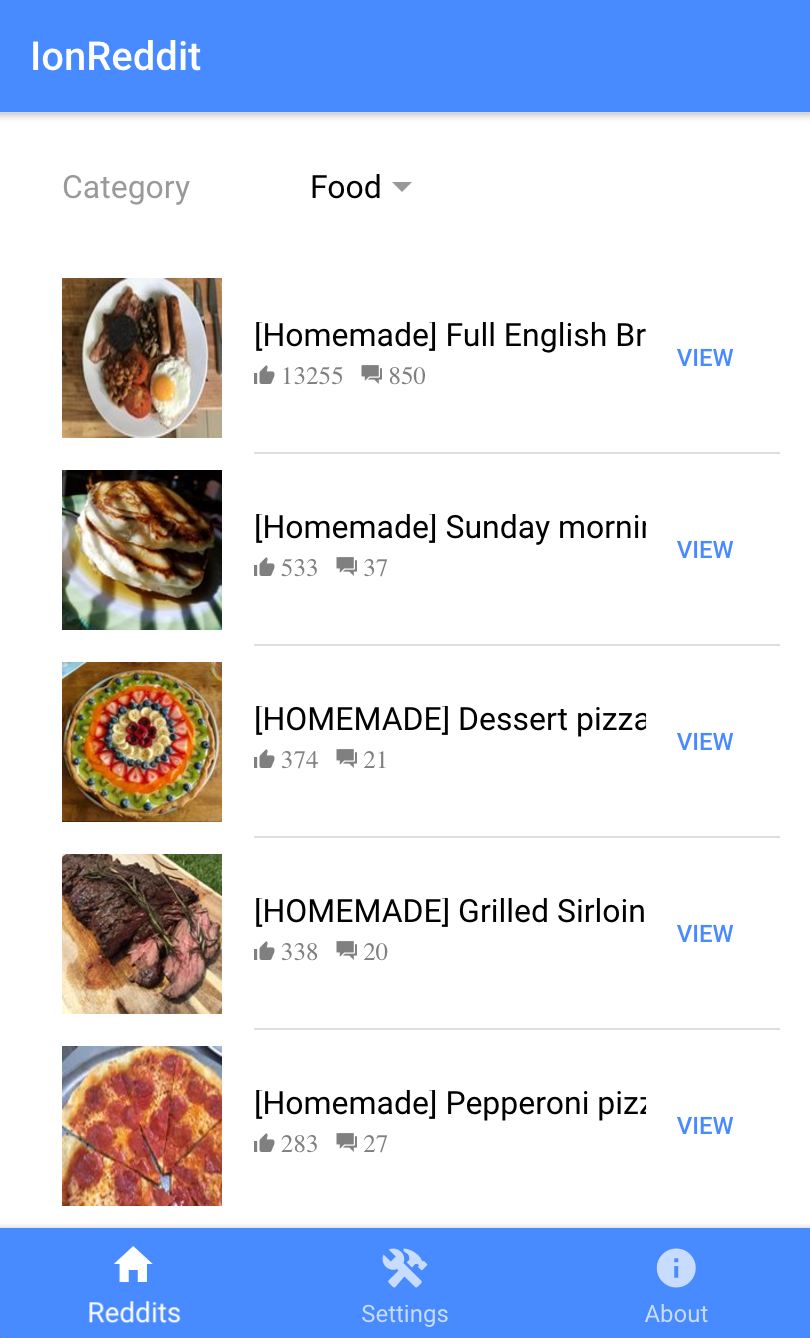 IonReddit
Category Food
[Homemade] Full English Br
13255 850
VIEW
[Homemade] Sunday mornin
533 37
VIEW
[HOMEMADE] Dessert pizza
374 21
VIEW
[HOMEMADE] Grilled Sirloin
338 20
VIEW
[Homemade] Pepperoni pizz
283 27
VIEW
Reddits Settings About